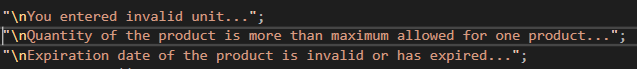 "\nYou entered invalid unit...";
"\nQuantity of the product is more than maximum allowed for one product...";
"\nExpiration date of the product is invalid or has expired...";